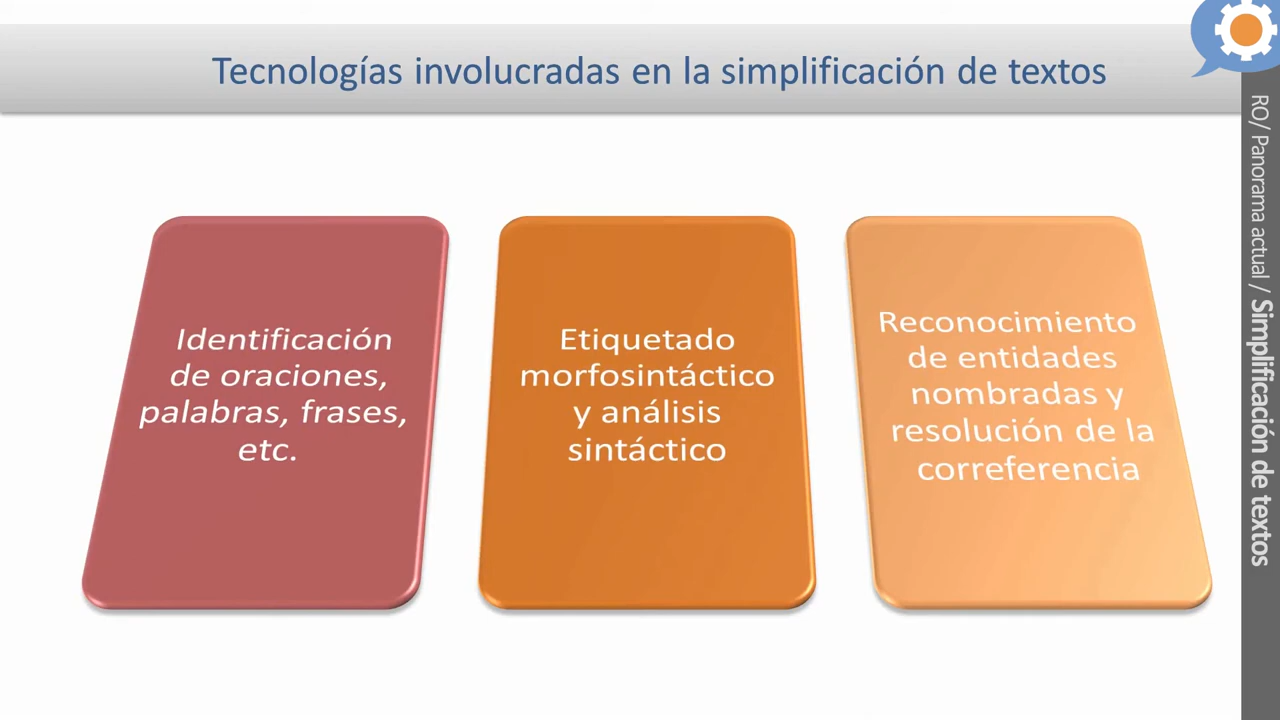 Tecnologías involucradas en la simplificación de textos
Identificación
de oraciones,
palabras, frases,
etc.
Etiquetado
morfosintáctico
y análisis
sintáctico
Reconocimiento
de entidades
nombradas y
resolución de la
correferencia
RO/ Panorama actual / Simplificación de textos